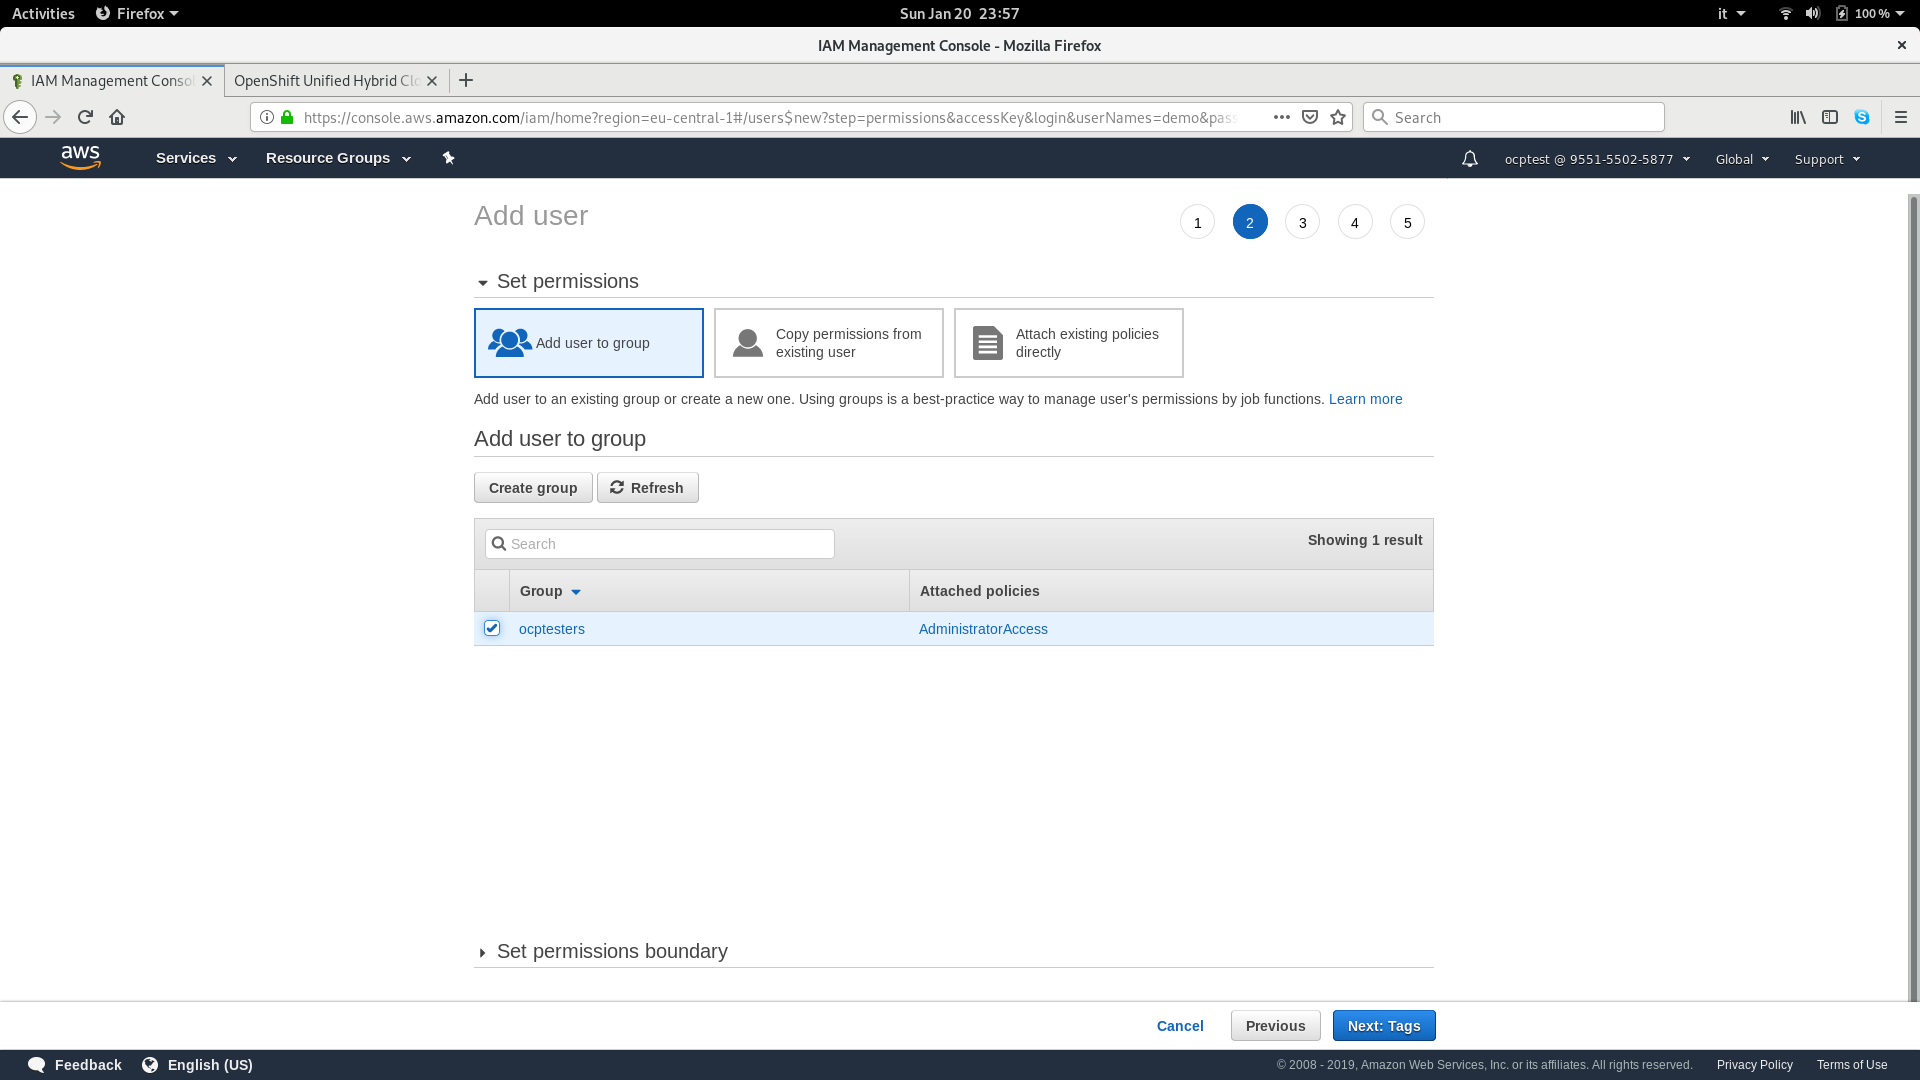 Activities
Firefox
Sun Jan 20 23:57
it
100 %
IAM Management Console - Mozilla Firefox
IAM Management Consol
OpenShift Unified Hybrid Clo
https://console.aws.amazon.com/iam/home?region=eu-central-1#/users$new?step=permissions&accessKey&login&userNames=demo&pass
Search
aws
Services
Resource Groups
ocptest @ 9551-5502-5877
Global
Support
Add user
1
2
3
4
5
Set permissions
Add user to group
Copy permissions from
existing user
Attach existing policies
directly
Add user to an existing group or create a new one. Using groups is a best-practice way to manage user's permissions by job functions. Learn more
Add user to group
Create group
Refresh
Search
Showing 1 result
Group
Attached policies
ocptesters
AdministratorAccess
Set permissions boundary
Cancel
Previous
Next: Tags
Feedback
English (US)
© 2008 - 2019, Amazon Web Services, Inc. or its affiliates. All rights reserved.
Privacy Policy
Terms of Use